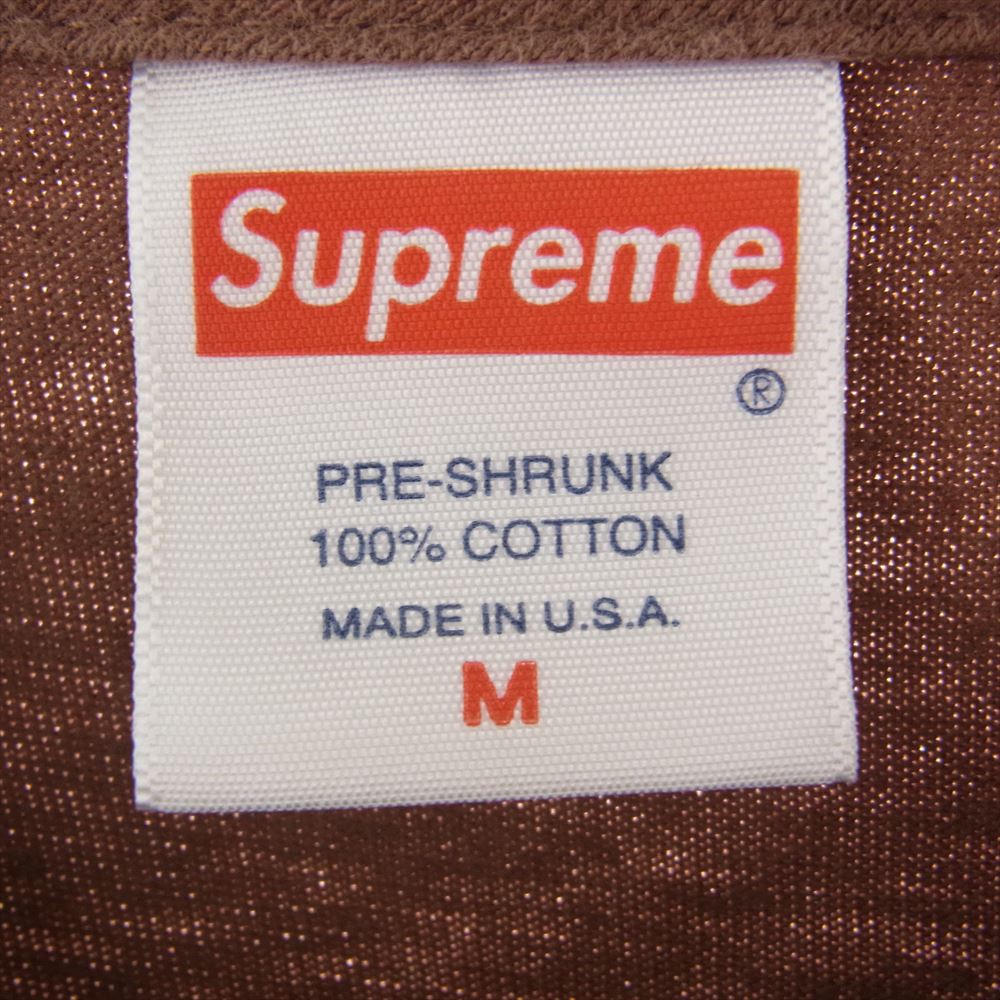 Supreme
®
PRE-SHRUNK
100% COTTON
MADE IN U.S.A.
M